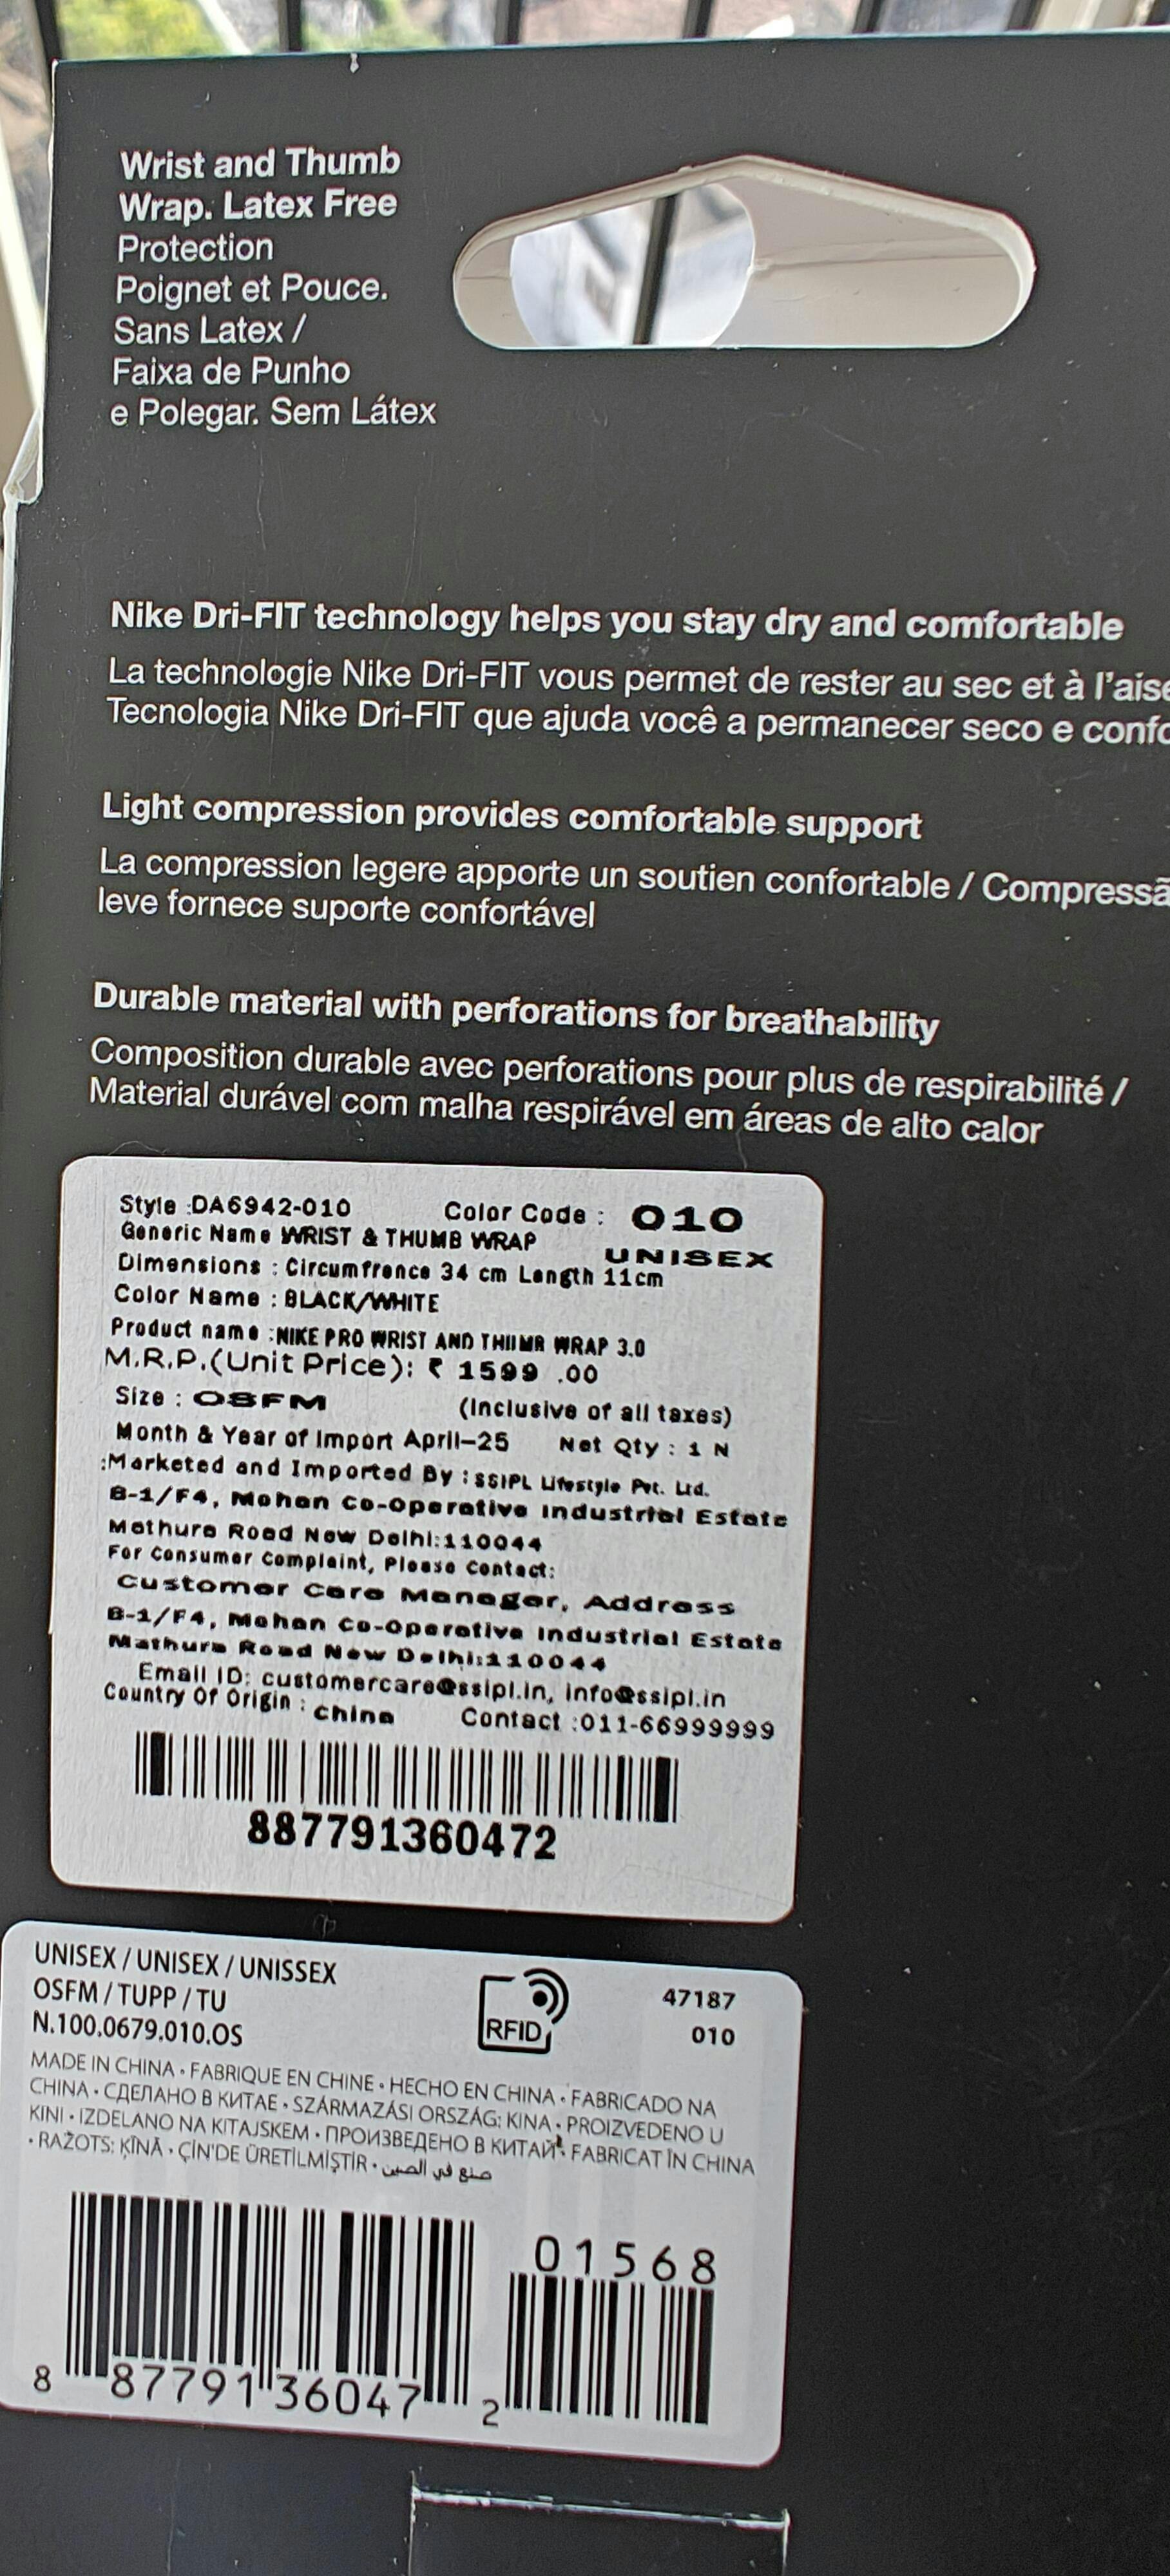 Wrist and Thumb
Wrap. Latex Free
Protection
Poignet et Pouce.
Sans Latex /
Faixa de Punho
e Polegar. Sem Látex
Nike Dri-FIT technology helps you stay dry and comfortable
La technologie Nike Dri-FIT vous permet de rester au sec et à l'aise
Tecnologia Nike Dri-FIT que ajuda você a permanecer seco e confo
Light compression provides comfortable support
La compression legere apporte un soutien confortable / Compressã
leve fornece suporte confortável
Durable material with perforations for breathability
Composition durable avec perforations pour plus de respirabilité /
Material durável com malha respirável em áreas de alto calor
Style :DA6942-010 Color Code : 010
Generic Name WRIST & THUMB WRAP UNISEX
Dimensions : Circumfrence 34 cm Length 11cm
Color Name : BLACK/WHITE
Product name :NIKE PRO WRIST AND THUMB WRAP 3.0
M.R.P.(Unit Price): ₹ 1599 .00
Size : OSFM (Inclusive of all taxes)
Month & Year of Import April-25 Net Qty : 1 N
:Marketed and Imported By : SSIPL Lifestyle Pvt. Ltd.
B-1/F4, Mohan Co-Operative Industrial Estate
Mathura Road New Delhi:110044
For Consumer Complaint, Please Contact:
Customer Care Manager, Address
B-1/F4, Mohan Co-Operative Industrial Estate
Mathura Road New Delhi:110044
Email ID: customercare@ssipl.in, info@ssipl.in
Country Of Origin : China Contact :011-66999999
887791360472
UNISEX / UNISEX / UNISSEX
OSFM / TUPP / TU
N.100.0679.010.OS
RFID
47187
010
MADE IN CHINA • FABRIQUE EN CHINE • HECHO EN CHINA • FABRICADO NA
CHINA • СДЕЛАНО В КИТАЕ • SZÁRMAZÁSI ORSZÁG: KINA • PROIZVEDENO U
KINI • IZDELANO NA KITAJSKEM • ПРОИЗВЕДЕНО В КИТАЙ • FABRICAT ÎN CHINA
• RAŽOTS: ĶĪNĀ • ÇİN'DE ÜRETİLMİŞTİR • صنع في الصين
01568
8 87791 36047 2